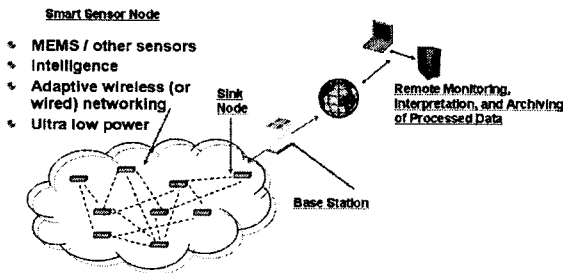 Smart Sensor Node
MEMS / other sensors
Intelligence
Adaptive wireless (or
wired) networking
Ultra low power
Sink
Node
Remote Monitoring,
Interpretation, and Archiving
of Processed Data
Base Station